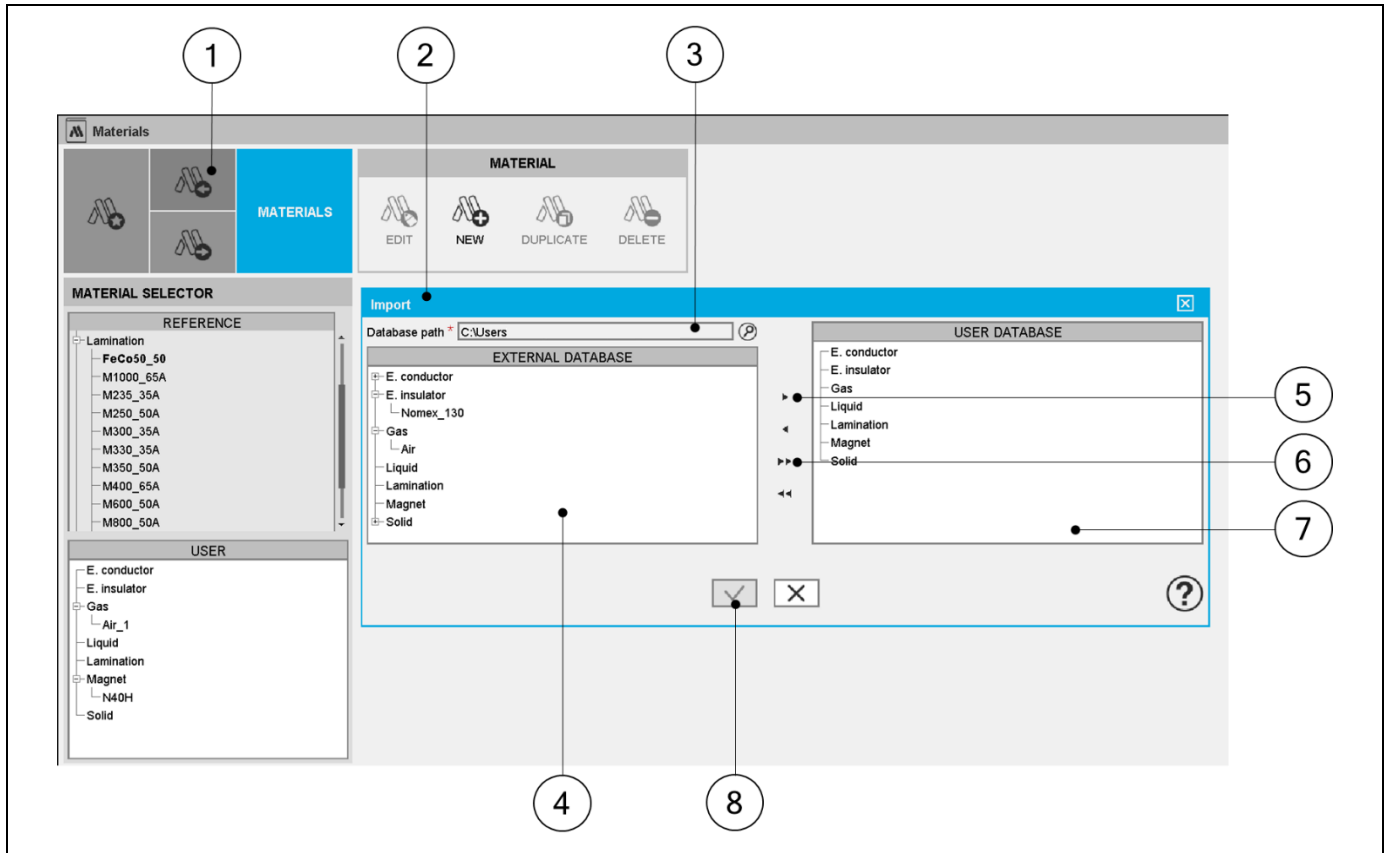 1
2
3
Materials
MATERIALS
MATERIAL
EDIT
NEW
DUPLICATE
DELETE
MATERIAL SELECTOR
REFERENCE
Lamination
FeCo50_50
M1000_65A
M235_35A
M250_50A
M300_35A
M330_35A
M350_50A
M400_65A
M600_50A
M800_50A
USER
E. conductor
E. insulator
Gas
Air_1
Liquid
Lamination
Magnet
N40H
Solid
Import
Database path * C:\Users
EXTERNAL DATABASE
E. conductor
E. insulator
Nomex_130
Gas
Air
Liquid
Lamination
Magnet
Solid
USER DATABASE
E. conductor
E. insulator
Gas
Liquid
Lamination
Magnet
Solid
?
5
6
7
4
8